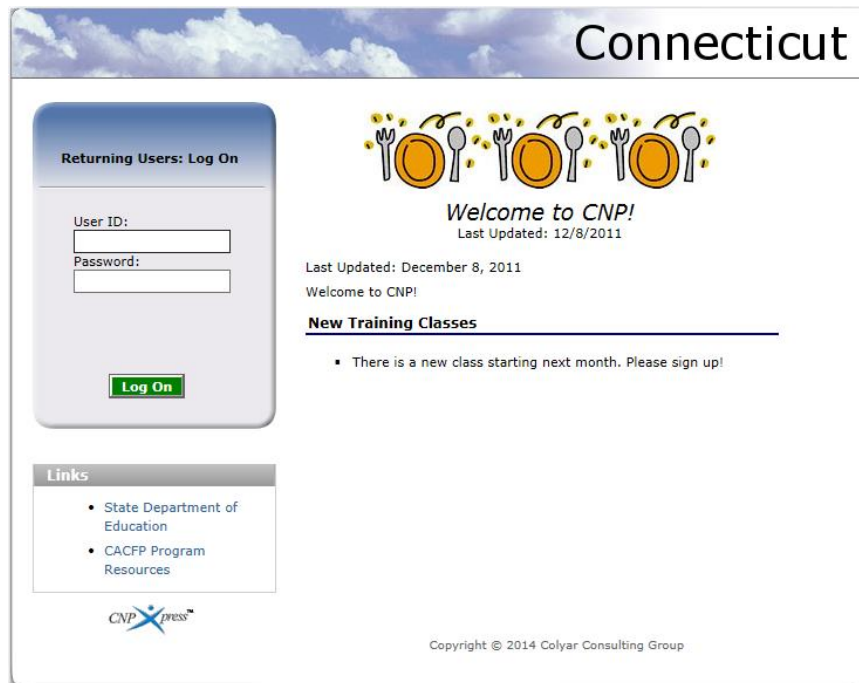 Connecticut
Returning Users: Log On
User ID:
Password:
Log On
Links
State Department of
Education
CACFP Program
Resources
CNP Xpress™
Welcome to CNP!
Last Updated: 12/8/2011
Last Updated: December 8, 2011
Welcome to CNP!
New Training Classes
There is a new class starting next month. Please sign up!
Copyright © 2014 Colyar Consulting Group